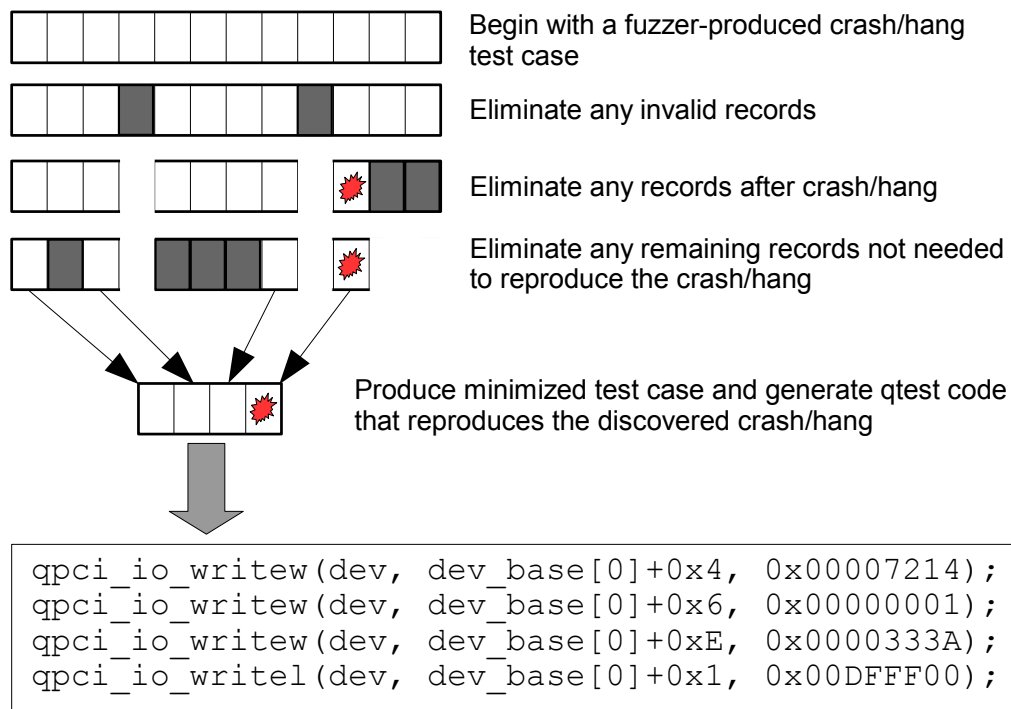 Begin with a fuzzer-produced crash/hang
test case
Eliminate any invalid records
Eliminate any records after crash/hang
Eliminate any remaining records not needed
to reproduce the crash/hang
Produce minimized test case and generate qtest code
that reproduces the discovered crash/hang
qpci_io_writew(dev, dev_base[0]+0x4, 0x00007214);
qpci_io_writew(dev, dev_base[0]+0x6, 0x00000001);
qpci_io_writew(dev, dev_base[0]+0xE, 0x0000333A);
qpci_io_writel(dev, dev_base[0]+0x1, 0x00DFFF00);